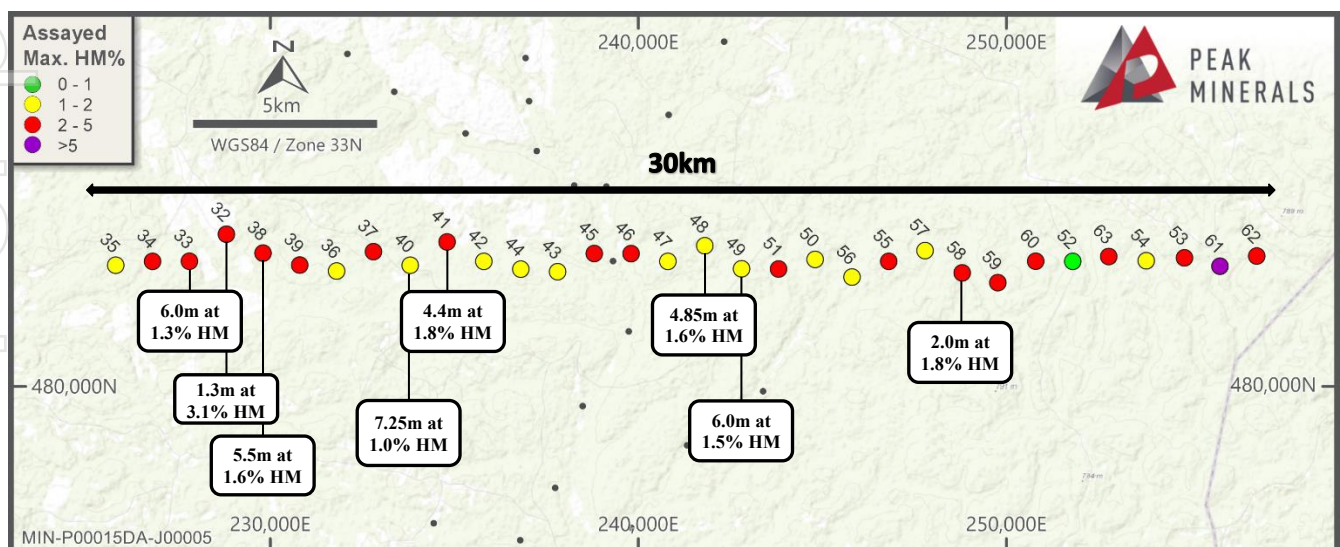 Assayed
Max. HM%
0 - 1
1 - 2
2 - 5
>5
N
5km
WGS84 / Zone 33N
240,000E
250,000E
PEAK
MINERALS
30km
789 m
35
34
33
32
38
39
36
37
40
41
42
44
43
45
46
47
48
49
51
50
56
55
57
58
59
60
52
63
54
53
61
62
6.0m at
1.3% HM
4.4m at
1.8% HM
4.85m at
1.6% HM
2.0m at
1.8% HM
480,000N
480,000N
1.3m at
3.1% HM
7.25m at
1.0% HM
6.0m at
1.5% HM
5.5m at
1.6% HM
230,000E
240,000E
250,000E
MIN-P00015DA-J00005